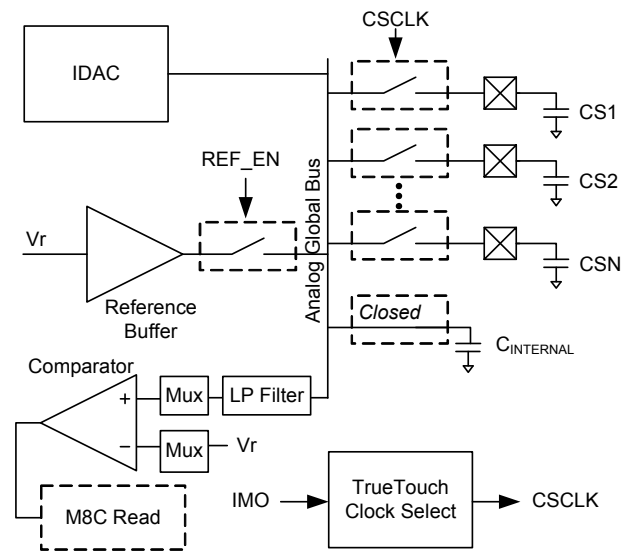 CSCLK
IDAC
CS1
REF_EN
CS2
Analog Global Bus
Vr
CSN
Reference
Buffer
Closed
CINTERNAL
Comparator
+
Mux
LP Filter
−
Mux
Vr
M8C Read
IMO
TrueTouch
Clock Select
CSCLK